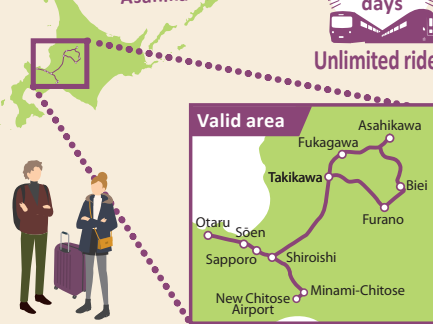 days
Unlimited ride
Valid area
Asahikawa
Fukagawa
Takikawa
Biei
Furano
Otaru
Sōen
Sapporo
Shiroishi
Minami-Chitose
New Chitose
Airport